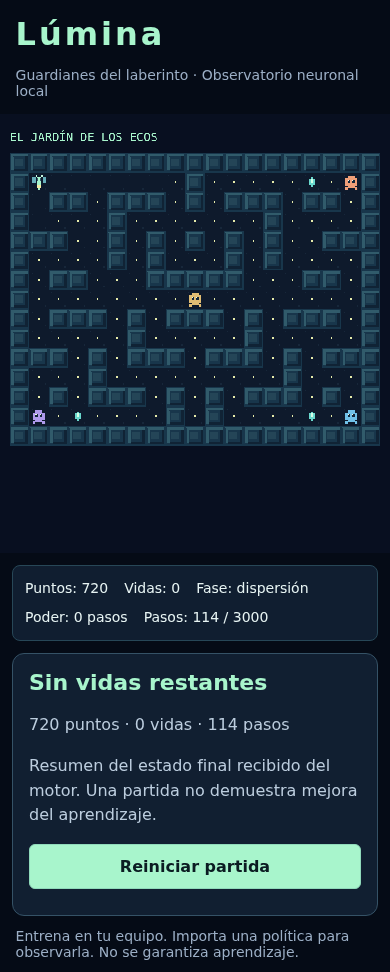 Lúmina
Guardianes del laberinto · Observatorio neuronal
local
EL JARDÍN DE LOS ECOS
Puntos: 720 Vidas: 0 Fase: dispersión
Poder: 0 pasos Pasos: 114 / 3000
Sin vidas restantes
720 puntos · 0 vidas · 114 pasos
Resumen del estado final recibido del
motor. Una partida no demuestra mejora
del aprendizaje.
Reiniciar partida
Entrena en tu equipo. Importa una política para
observarla. No se garantiza aprendizaje.